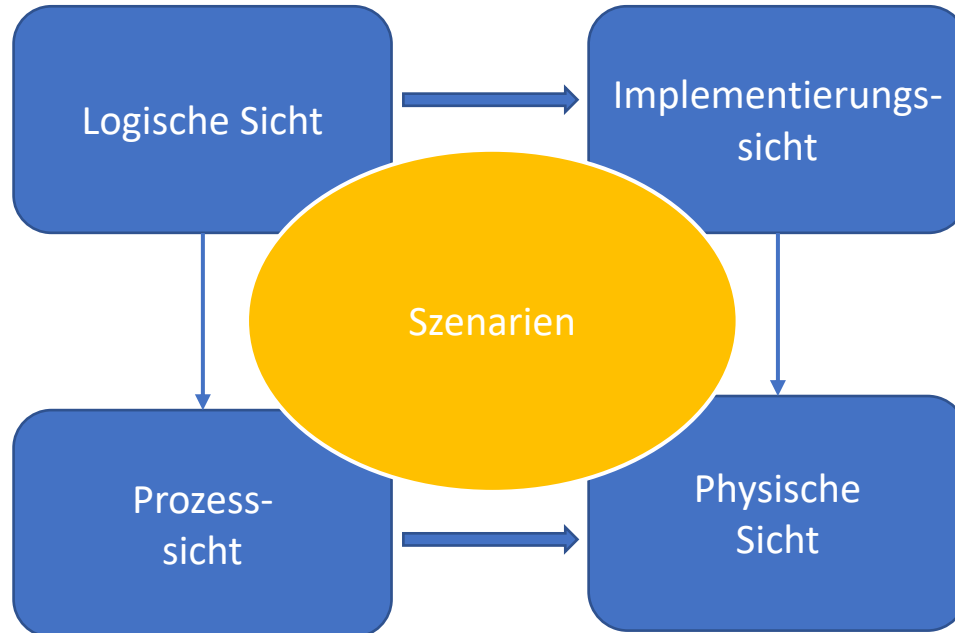 Logische Sicht
Implementierungs-
sicht
Szenarien
Prozess-
sicht
Physische
Sicht